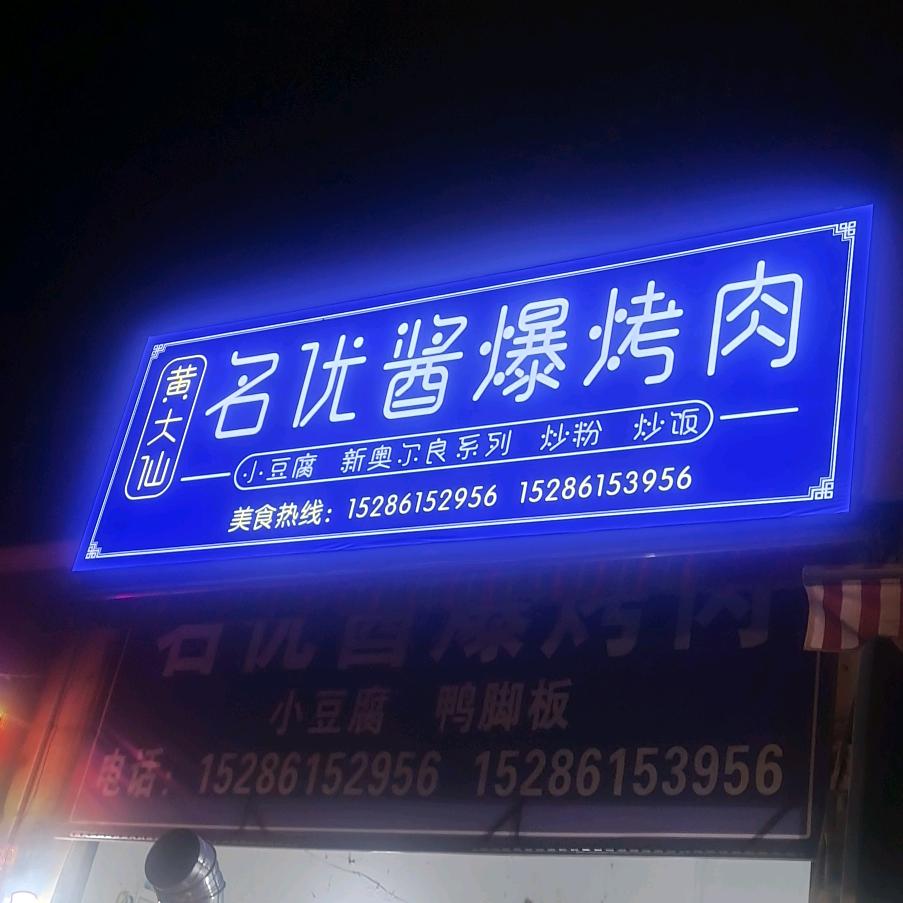 黄大仙
名优酱爆烤肉
小豆腐 新奥尔良系列 炒粉 炒饭
美食热线：15286152956 15286153956
名优酱爆烤肉
小豆腐 鸭脚板
电话：15286152956 15286153956